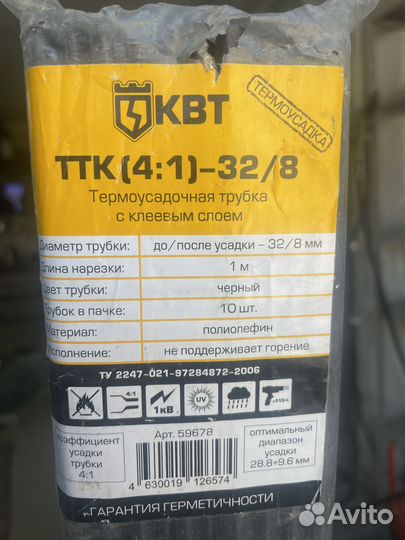 КВТ
ТЕРМОУСАДКА
ТТК(4:1)-32/8
Термоусадочная трубка
с клеевым слоем
Диаметр трубки: до/после усадки – 32/8 мм
Длина нарезки: 1 м
Цвет трубки: черный
Трубок в пачке: 10 шт.
Материал: полиолефин
Исполнение: не поддерживает горение
ТУ 2247-021-97284872-2006
4:1
1кВ
UV
Арт. 59678
коэффициент
усадки
трубки
4:1
оптимальный
диапазон
усадки
28.8÷9.6 мм
4 630019 126574
ГАРАНТИЯ ГЕРМЕТИЧНОСТИ
Avito